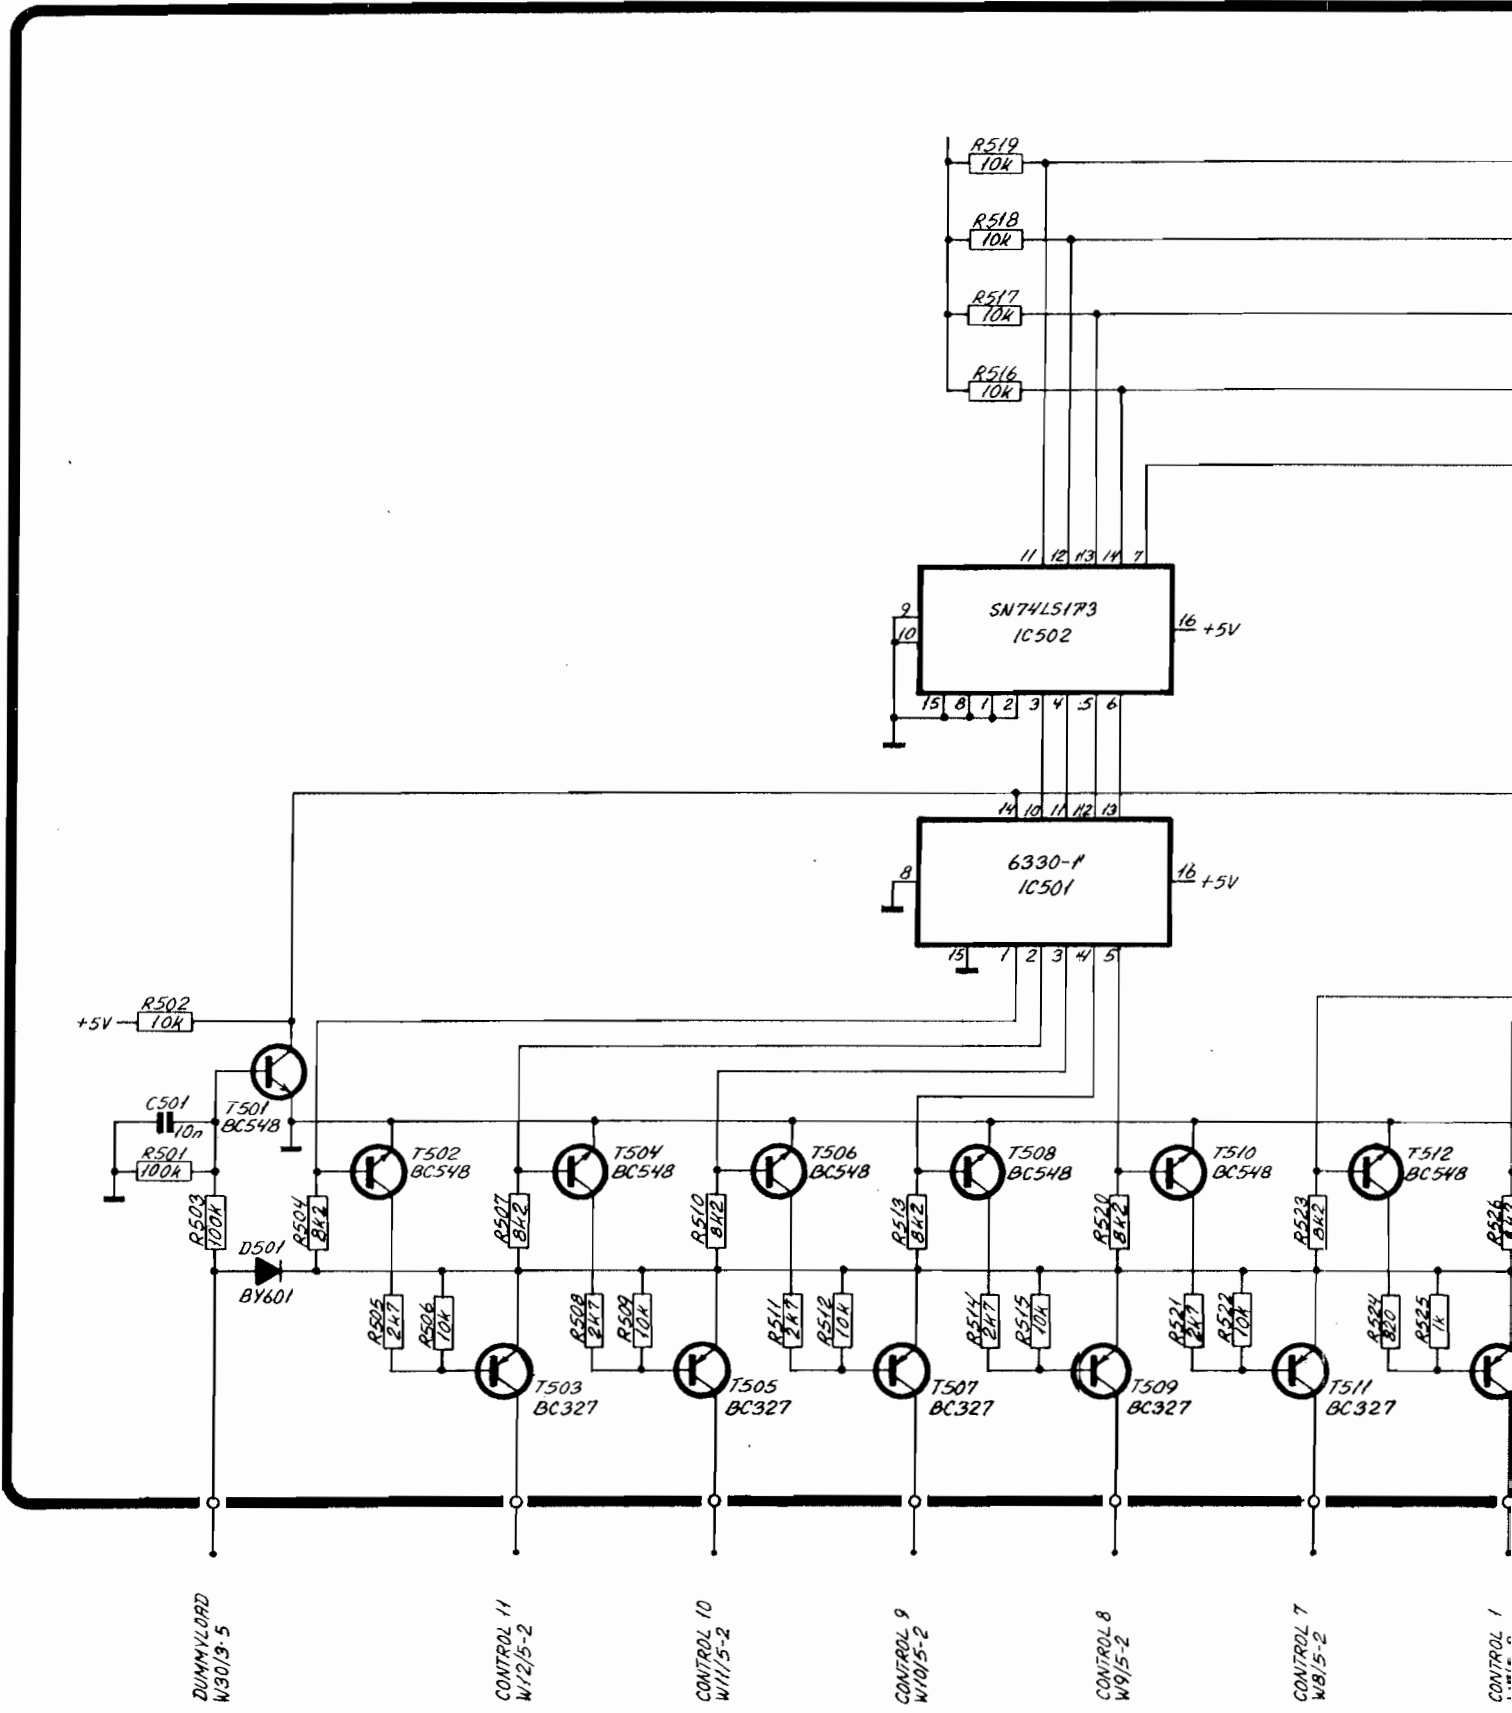 R519
10K
R518
10K
R517
10K
R516
10K
11 12 13 14 7
SN74LS173
IC502
9
10
16 +5V
15 8 1 2 3 4 5 6
14 10 11 12 13
6330-1
IC501
8
16 +5V
15 1 2 3 4 5
+5V
R502
10K
T501
BC548
C501
10n
R501
100K
R503
100K
D501
BY601
R504
8K2
T502
BC548
R505
2K7
R506
10K
T503
BC327
R507
8K2
T504
BC548
R508
2K7
R509
10K
T505
BC327
R510
8K2
T506
BC548
R511
2K7
R512
10K
T507
BC327
R513
8K2
T508
BC548
R514
2K7
R515
10K
T509
BC327
R520
8K2
T510
BC548
R521
2K7
R522
10K
T511
BC327
R523
8K2
T512
BC548
R524
820
R525
1K
R526
DUMMYLOAD
W30/3-5
CONTROL 11
W12/5-2
CONTROL 10
W11/5-2
CONTROL 9
W10/5-2
CONTROL 8
W9/5-2
CONTROL 7
W8/5-2
CONTROL 1